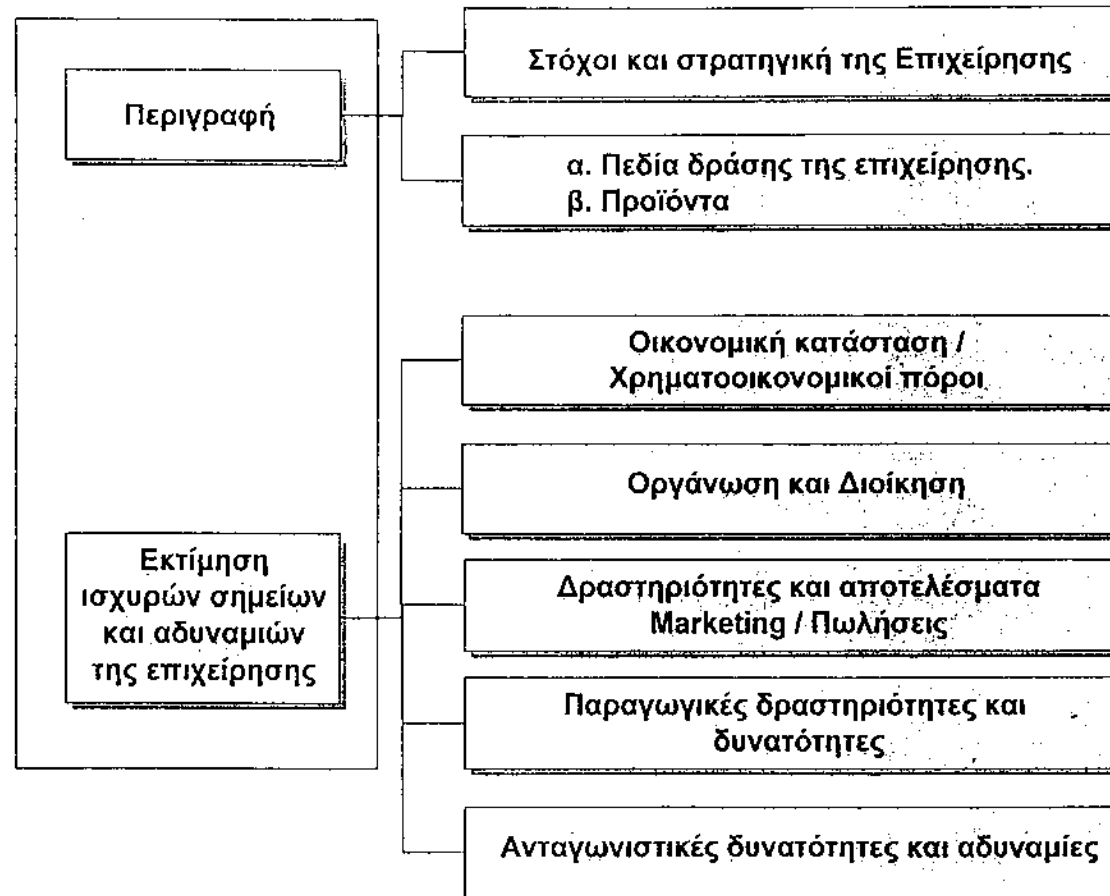 Περιγραφή
Στόχοι και στρατηγική της Επιχείρησης
α. Πεδία δράσης της επιχείρησης.
β. Προϊόντα
Εκτίμηση
ισχυρών σημείων
και αδυναμιών
της επιχείρησης
Οικονομική κατάσταση /
Χρηματοοικονομικοί πόροι
Οργάνωση και Διοίκηση
Δραστηριότητες και αποτελέσματα
Marketing / Πωλήσεις
Παραγωγικές δραστηριότητες και
δυνατότητες
Ανταγωνιστικές δυνατότητες και αδυναμίες